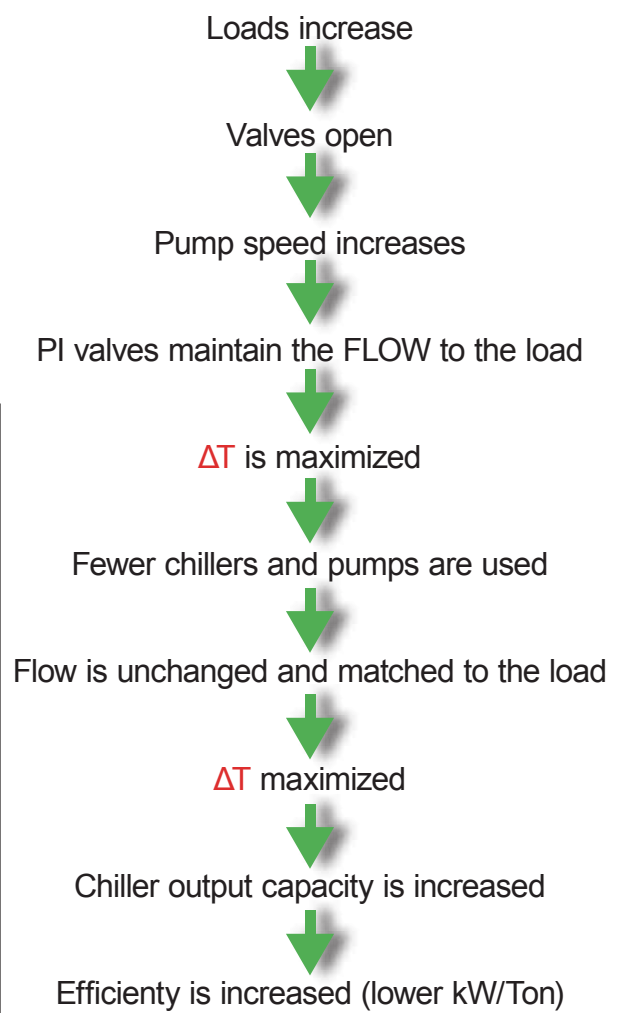 Loads increase
Valves open
Pump speed increases
PI valves maintain the FLOW to the load
ΔT is maximized
Fewer chillers and pumps are used
Flow is unchanged and matched to the load
ΔT maximized
Chiller output capacity is increased
Efficienty is increased (lower kW/Ton)